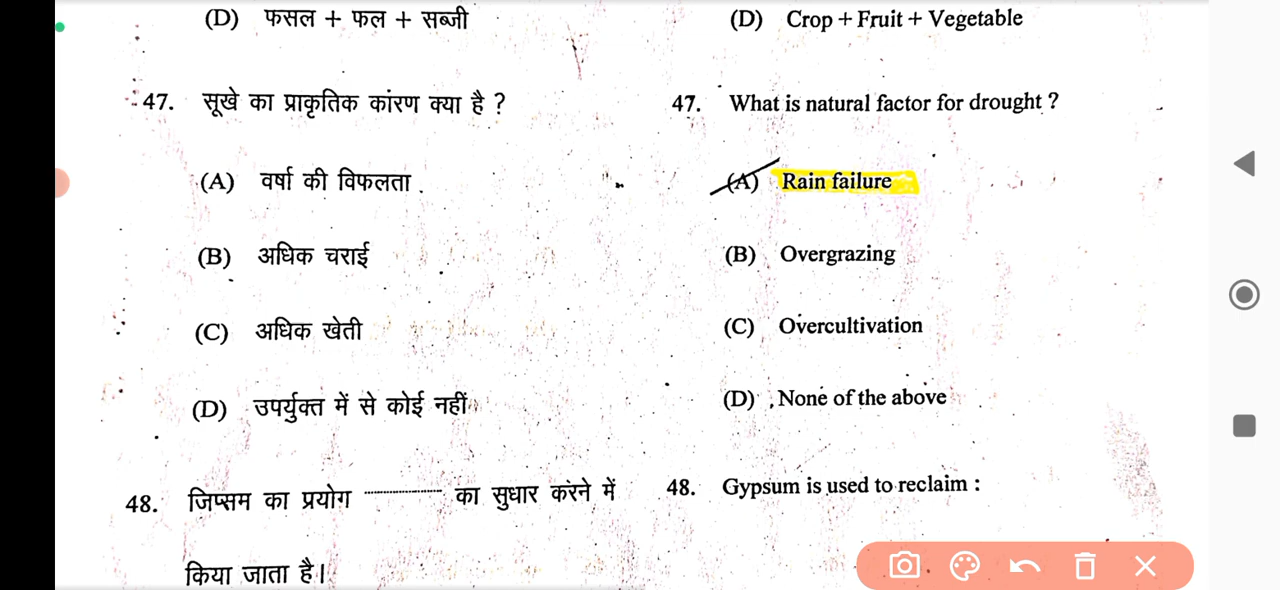 (D) फसल + फल + सब्जी
47. सूखे का प्राकृतिक कारण क्या है ?
(A) वर्षा की विफलता
(B) अधिक चराई
(C) अधिक खेती
(D) उपर्युक्त में से कोई नहीं
48. जिप्सम का प्रयोग .................... का सुधार करने में
किया जाता है।
(D) Crop + Fruit + Vegetable
47. What is natural factor for drought ?
(A) Rain failure
(B) Overgrazing
(C) Overcultivation
(D) None of the above
48. Gypsum is used to reclaim :